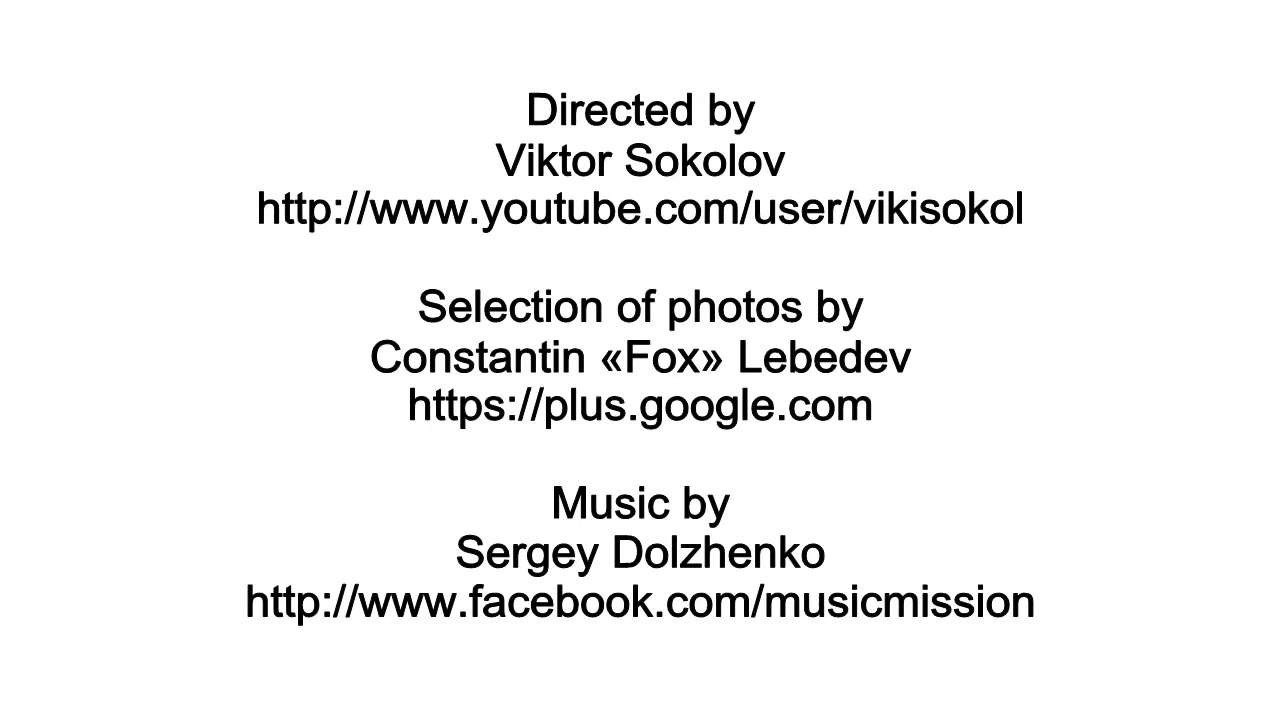 Directed by
Viktor Sokolov
http://www.youtube.com/user/vikisokol
Selection of photos by
Constantin «Fox» Lebedev
https://plus.google.com
Music by
Sergey Dolzhenko
http://www.facebook.com/musicmission